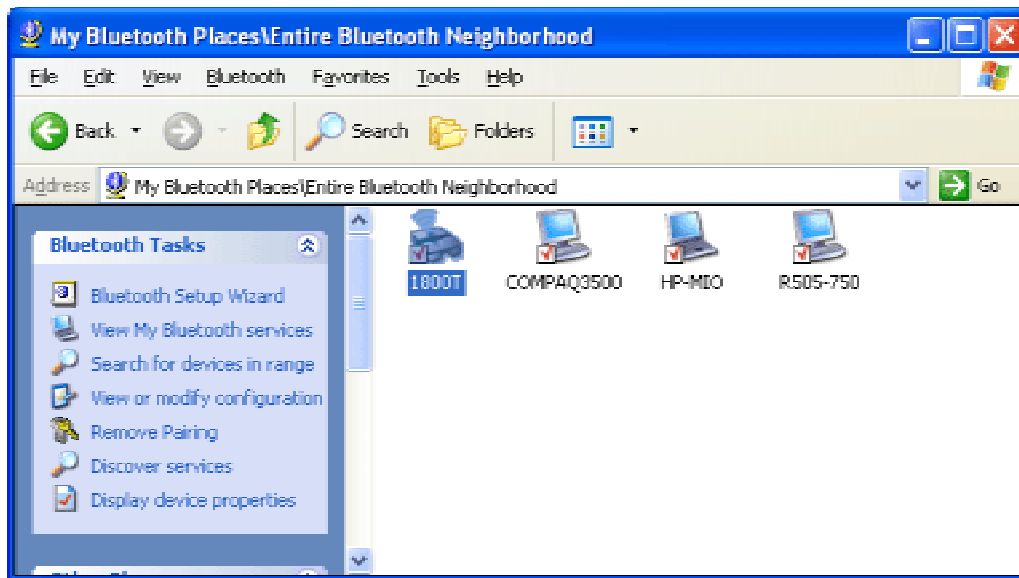 My Bluetooth Places\Entire Bluetooth Neighborhood
File Edit View Bluetooth Favorites Tools Help
Back Search Folders
Address My Bluetooth Places\Entire Bluetooth Neighborhood Go
Bluetooth Tasks
Bluetooth Setup Wizard
View My Bluetooth services
Search for devices in range
View or modify configuration
Remove Pairing
Discover services
Display device properties
1800T COMPAQ3500 HP-MIO R505-750